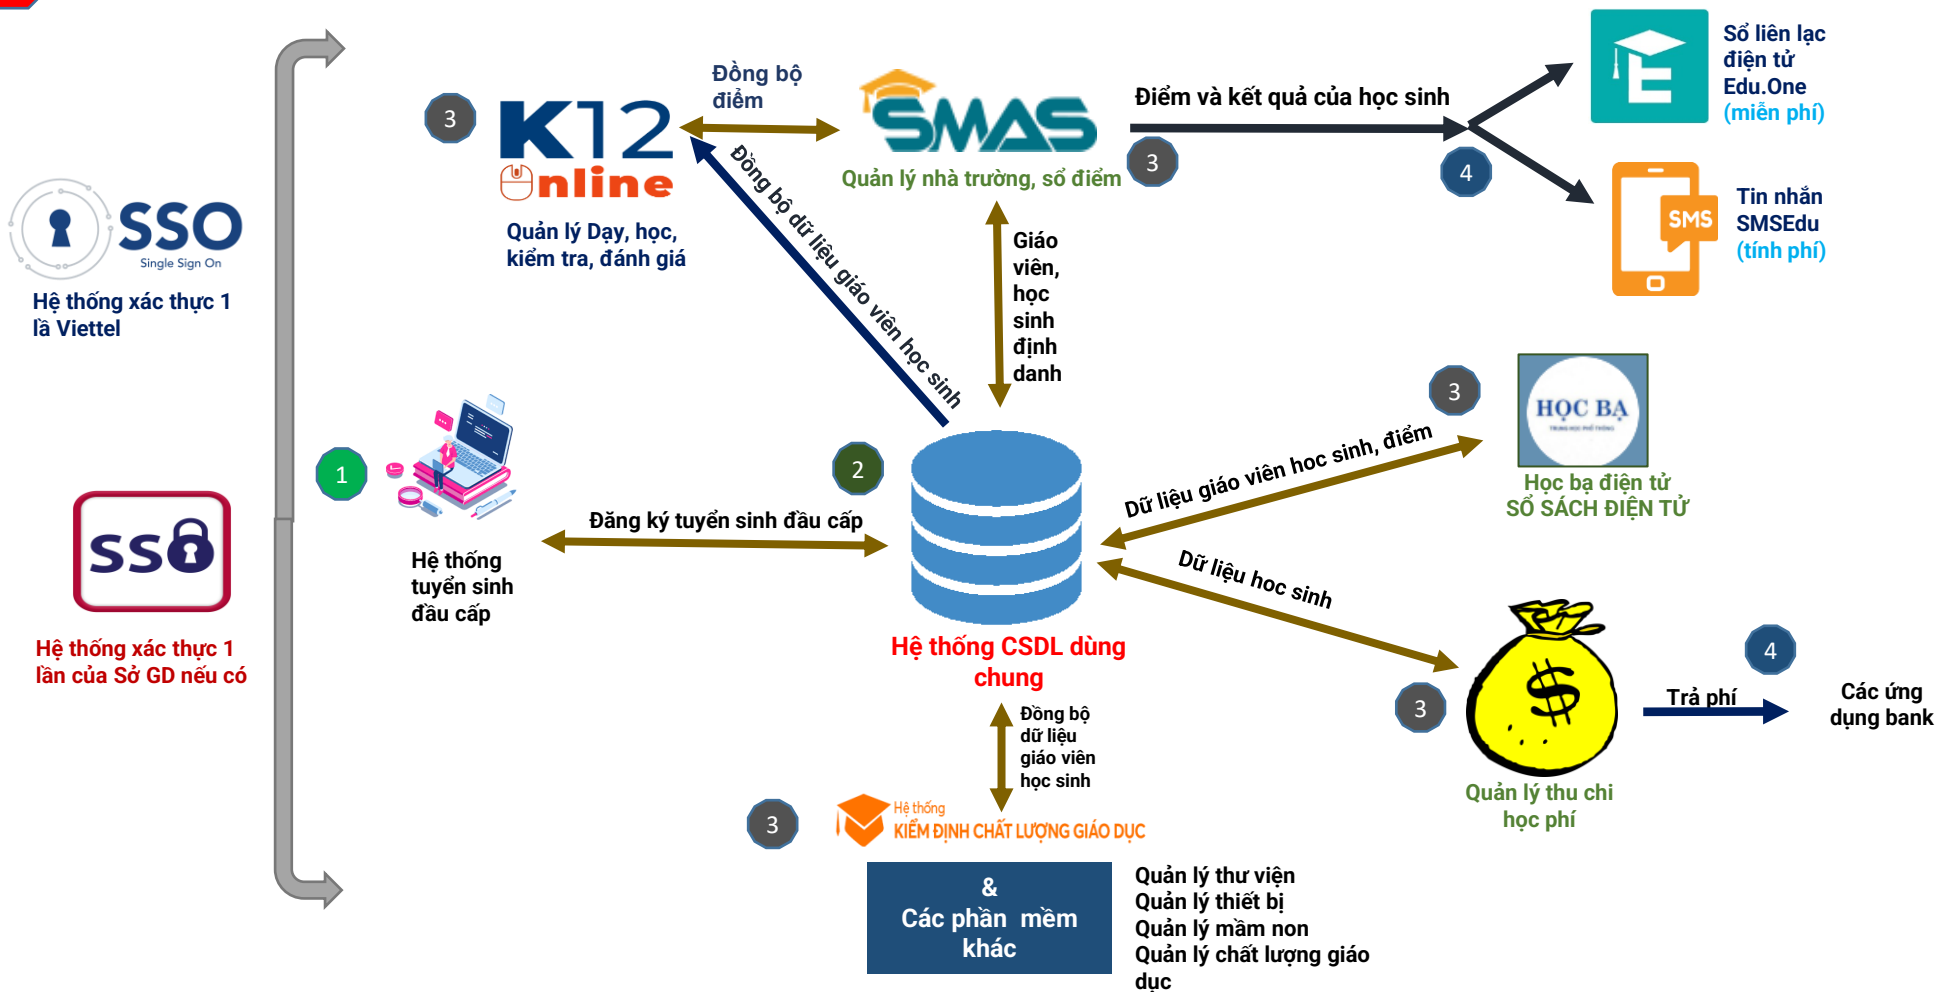 SSO
Single Sign On
Hệ thống xác thực 1
lầ Viettel
sso
Hệ thống xác thực 1
lần của Sở GD nếu có
3
K12
Online
Quản lý Dạy, học,
kiểm tra, đánh giá
Đồng bộ
điểm
SMAS
Quản lý nhà trường, sổ điểm
Điểm và kết quả của học sinh
3
4
Sổ liên lạc
điện tử
Edu.One
(miễn phí)
SMS
Tin nhắn
SMSEdu
(tính phí)
Đồng bộ dữ liệu giáo viên học sinh
Giáo
viên,
học
sinh
định
danh
1
Hệ thống
tuyển sinh
đầu cấp
Đăng ký tuyển sinh đầu cấp
2
Hệ thống CSDL dùng
chung
Dữ liệu giáo viên hoc sinh, điểm
3
HỌC BẠ
TRUNG HỌC PHỔ THÔNG
Học bạ điện tử
SỔ SÁCH ĐIỆN TỬ
Dữ liệu hoc sinh
3
Quản lý thu chi
học phí
Trả phí
4
Các ứng
dụng bank
Đồng bộ
dữ liệu
giáo viên
học sinh
3
Hệ thống
KIỂM ĐỊNH CHẤT LƯỢNG GIÁO DỤC
&
Các phần mềm
khác
Quản lý thư viện
Quản lý thiết bị
Quản lý mầm non
Quản lý chất lượng giáo
dục